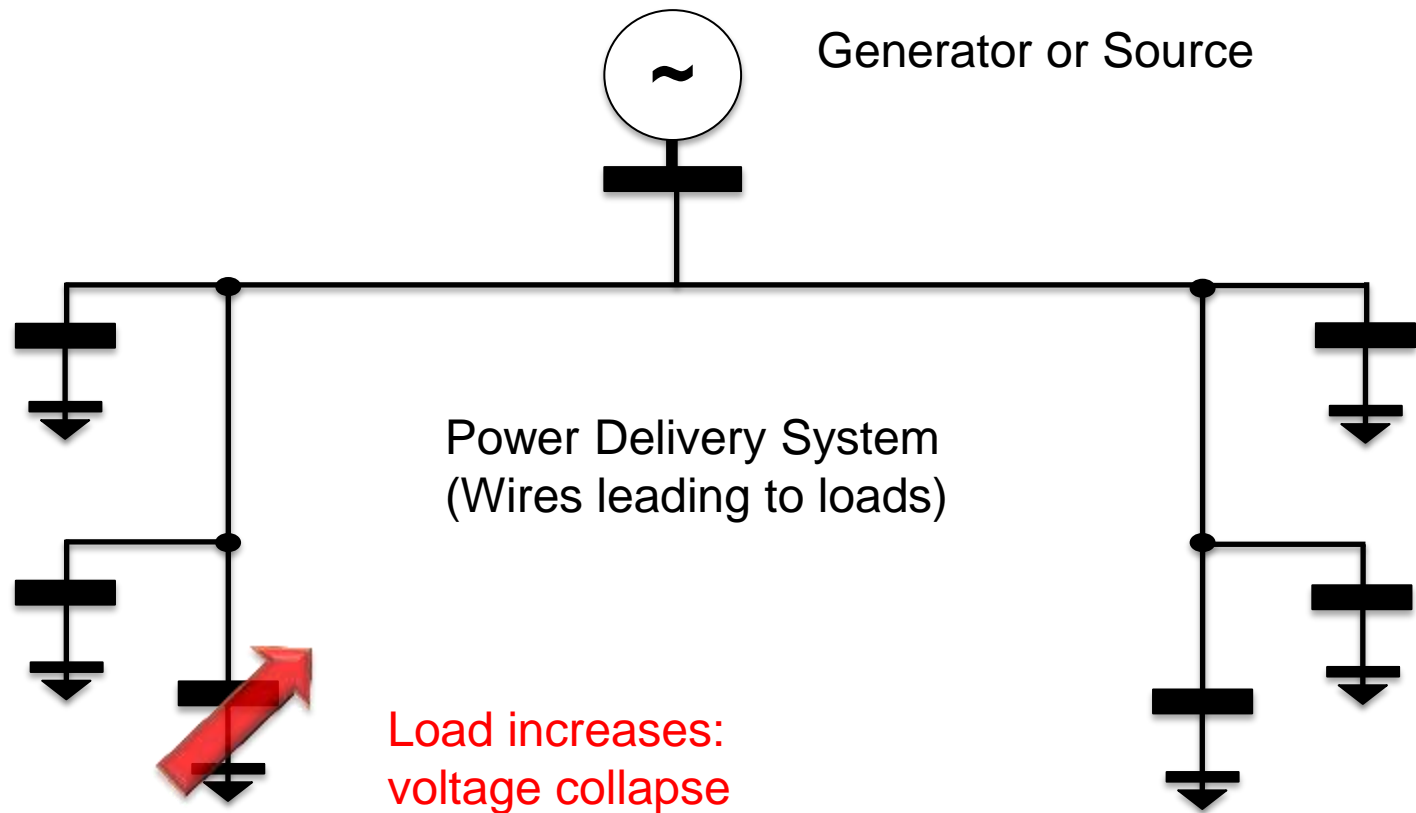 ~
Generator or Source
Power Delivery System
(Wires leading to loads)
Load increases:
voltage collapse